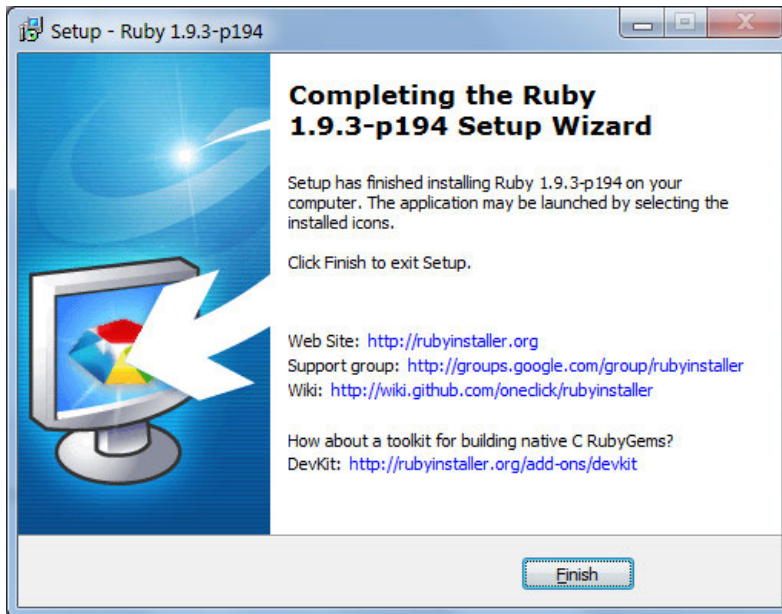 Setup - Ruby 1.9.3-p194
Completing the Ruby
1.9.3-p194 Setup Wizard
Setup has finished installing Ruby 1.9.3-p194 on your
computer. The application may be launched by selecting the
installed icons.
Click Finish to exit Setup.
Web Site: http://rubyinstaller.org
Support group: http://groups.google.com/group/rubyinstaller
Wiki: http://wiki.github.com/oneclick/rubyinstaller
How about a toolkit for building native C RubyGems?
DevKit: http://rubyinstaller.org/add-ons/devkit
Finish